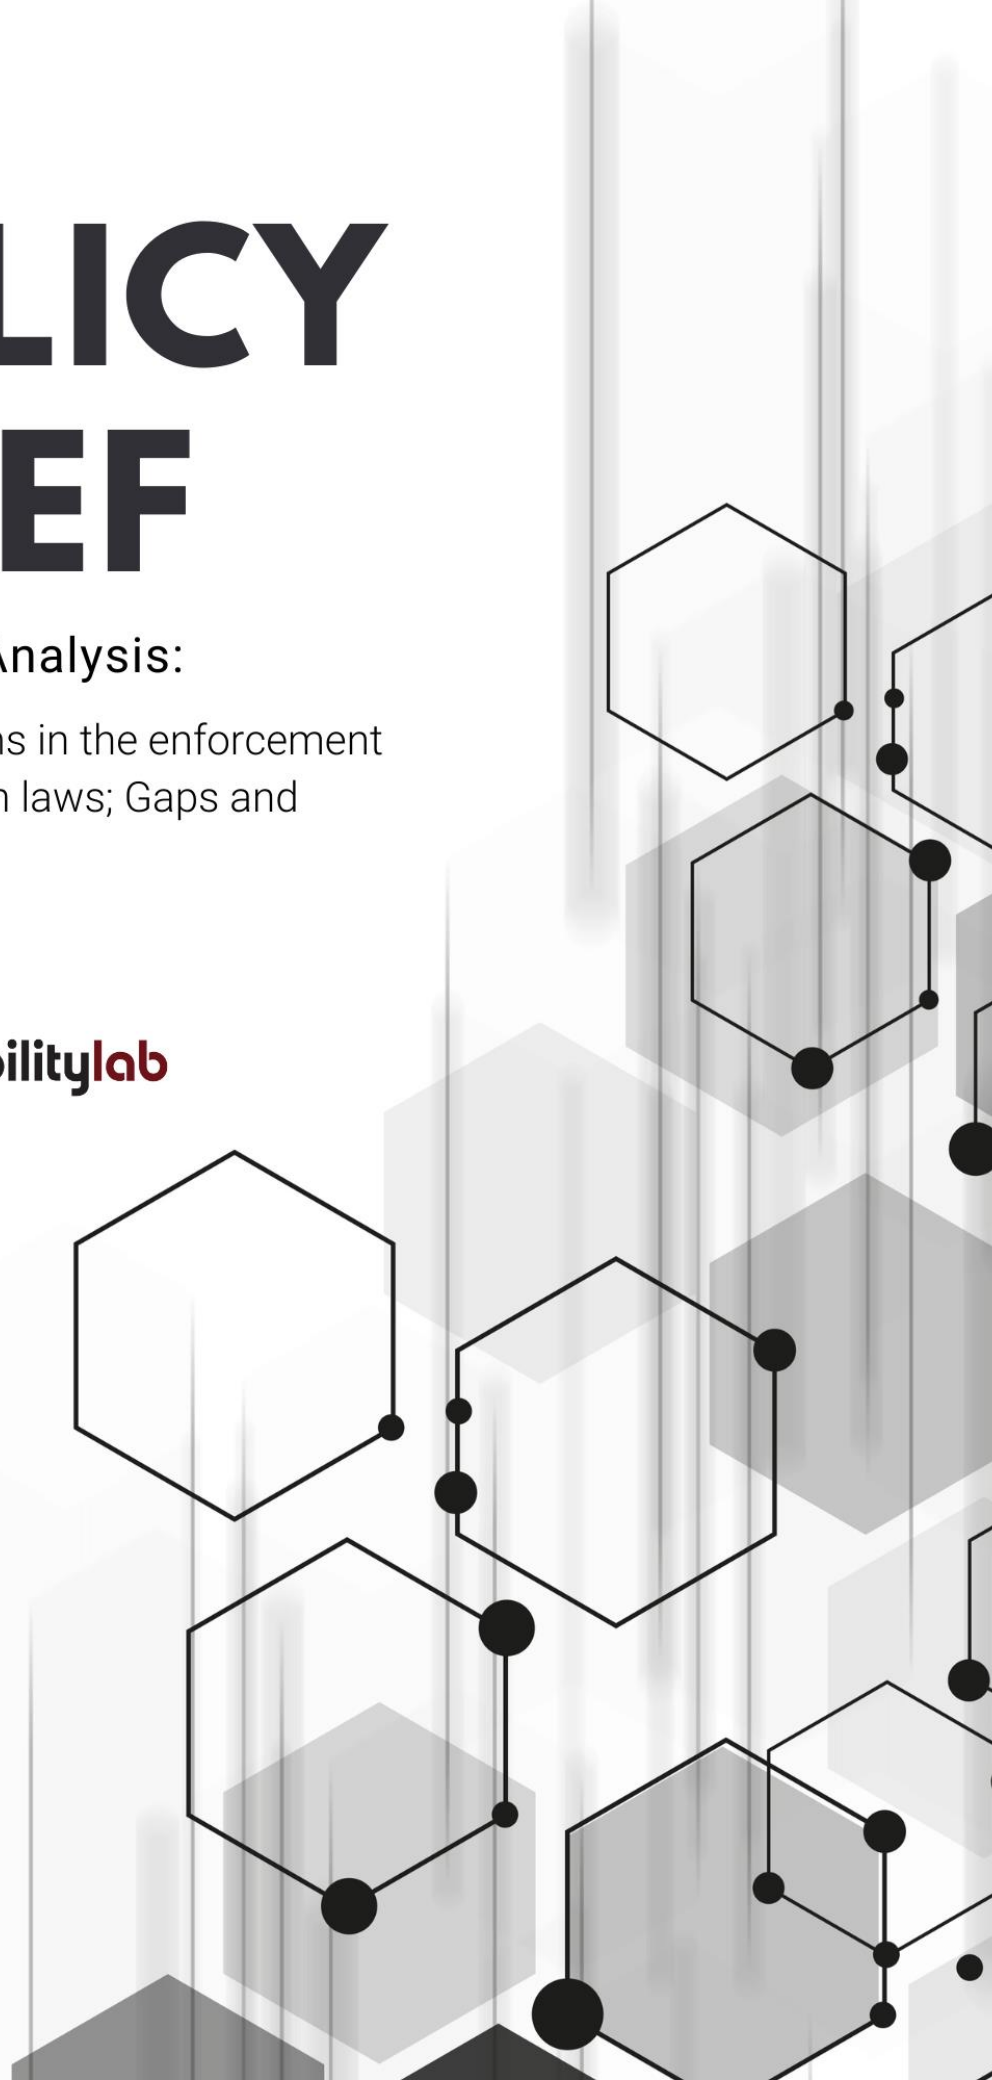 LICY
EF
Analysis:
ns in the enforcement
n laws; Gaps and
bilitylab